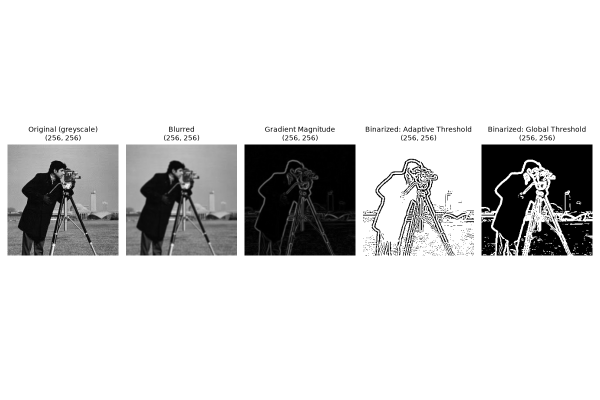 Original (greyscale)
(256, 256)
Blurred
(256, 256)
Gradient Magnitude
(256, 256)
Binarized: Adaptive Threshold
(256, 256)
Binarized: Global Threshold
(256, 256)